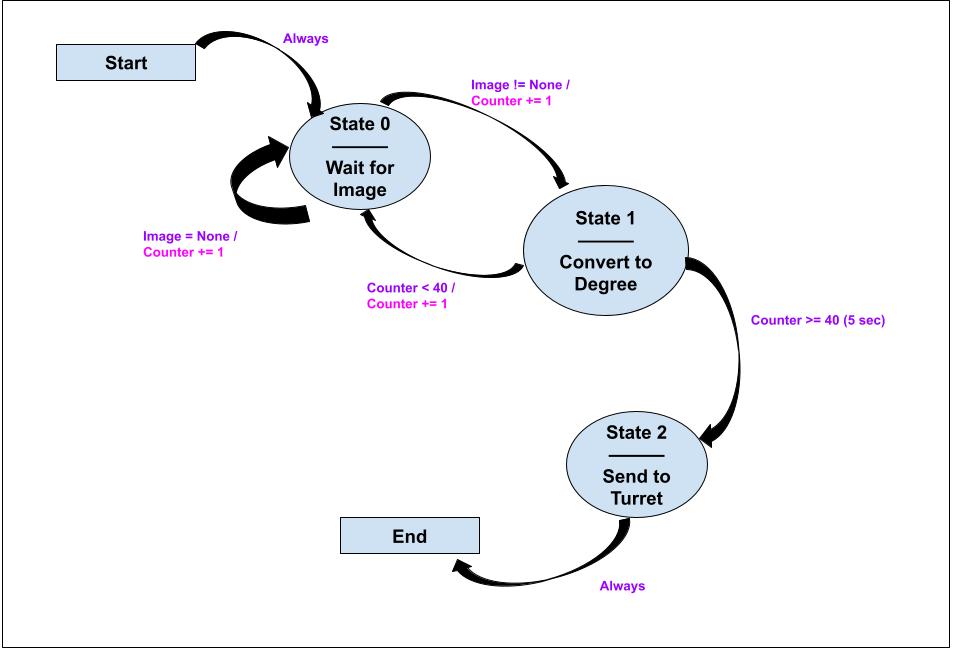 Start
Always
State 0
Wait for
Image
Image != None /
Counter += 1
Image = None /
Counter += 1
State 1
Convert to
Degree
Counter < 40 /
Counter += 1
Counter >= 40 (5 sec)
State 2
Send to
Turret
End
Always